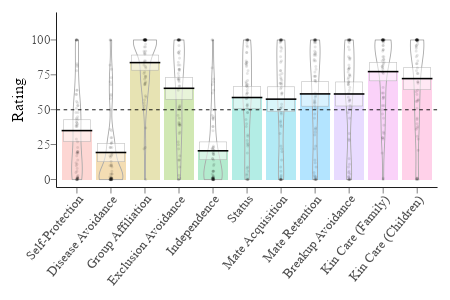 100
75
50
25
0
Rating
Self-Protection
Disease Avoidance
Group Affiliation
Exclusion Avoidance
Independence
Status
Mate Acquisition
Mate Retention
Breakup Avoidance
Kin Care (Family)
Kin Care (Children)